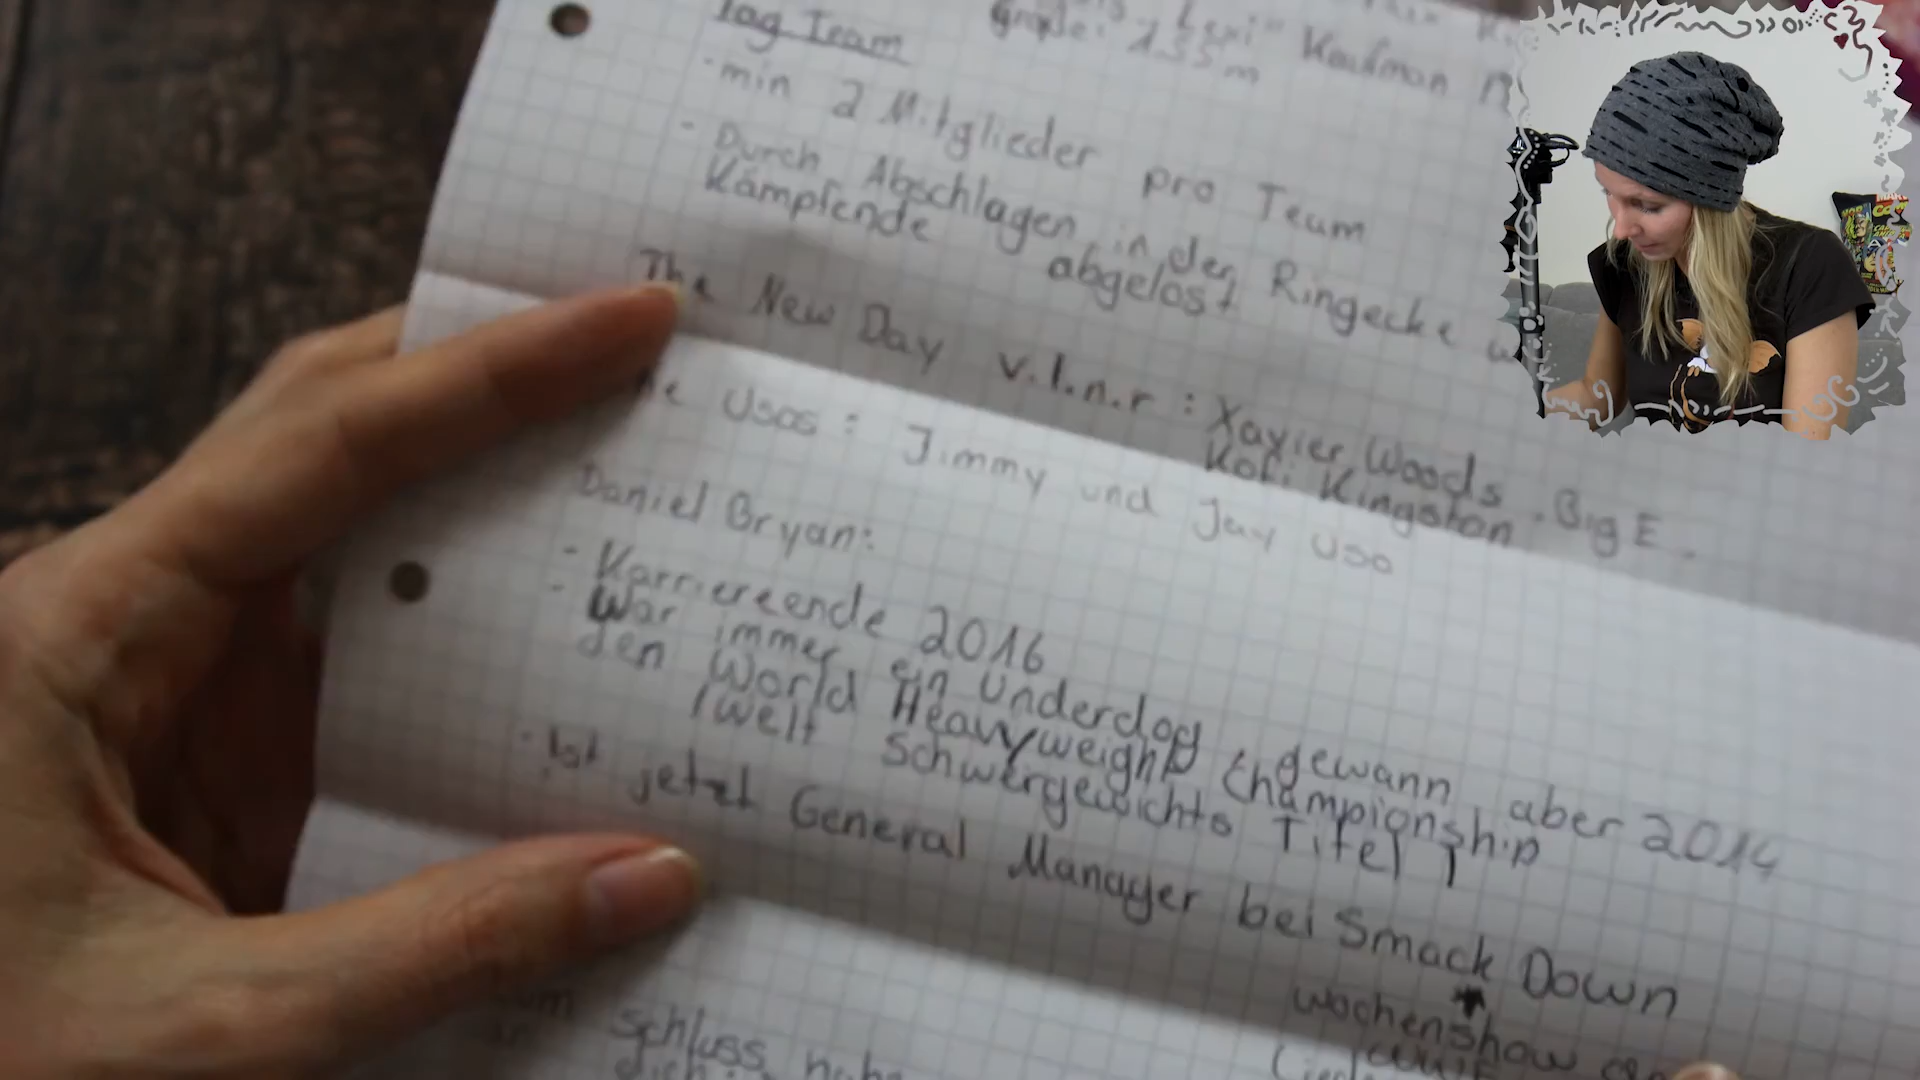 Tag Team
Größe: 1.55 m
"Lexi" Kaufman
- min 2 Mitglieder pro Team
- Durch Abschlagen in der Ringecke
Kämpfende abgelöst
The New Day v.l.n.r : Xavier Woods, Big E.
Kofi Kingston
Usos : Jimmy und Jay Uso
Daniel Bryan:
- Karriereende 2016
- War immer ein Underdog, gewann aber 2014
den World Heavyweight Championship
(Welt Schwergewichts Titel)
- Ist jetzt General Manager bei Smack Down
Wochenshow
WWE
schluss